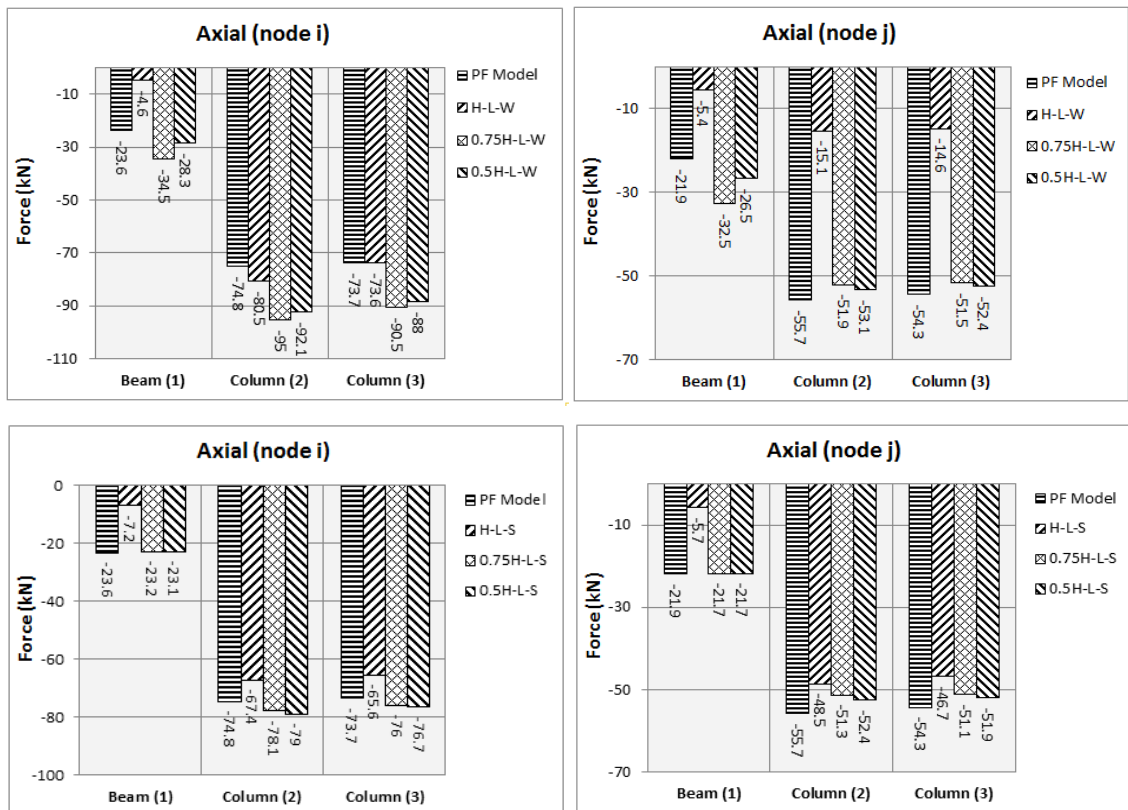 Axial (node i)
-10
-30
-50
-70
-90
-110
Force (kN)
-23.6
-4.6
-34.5
-28.3
-74.8
-80.5
-95
-92.1
-73.7
-73.6
-90.5
-88
Beam (1)
Column (2)
Column (3)
PF Model
H-L-W
0.75H-L-W
0.5H-L-W
Axial (node j)
-10
-30
-50
-70
Force (kN)
-21.9
-5.4
-32.5
-26.5
-55.7
-15.1
-51.9
-53.1
-54.3
-14.6
-51.5
-52.4
Beam (1)
Column (2)
Column (3)
PF Model
H-L-W
0.75H-L-W
0.5H-L-W
Axial (node i)
0
-20
-40
-60
-80
-100
Force (kN)
-23.6
-7.2
-23.2
-23.1
-74.8
-67.4
-78.1
-79
-73.7
-65.6
-76
-76.7
Beam (1)
Column (2)
Column (3)
PF Model
H-L-S
0.75H-L-S
0.5H-L-S
Axial (node j)
-10
-30
-50
-70
Force (kN)
-21.9
-5.7
-21.7
-21.7
-55.7
-48.5
-51.3
-52.4
-54.3
-46.7
-51.1
-51.9
Beam (1)
Column (2)
Column (3)
PF Model
H-L-S
0.75H-L-S
0.5H-L-S